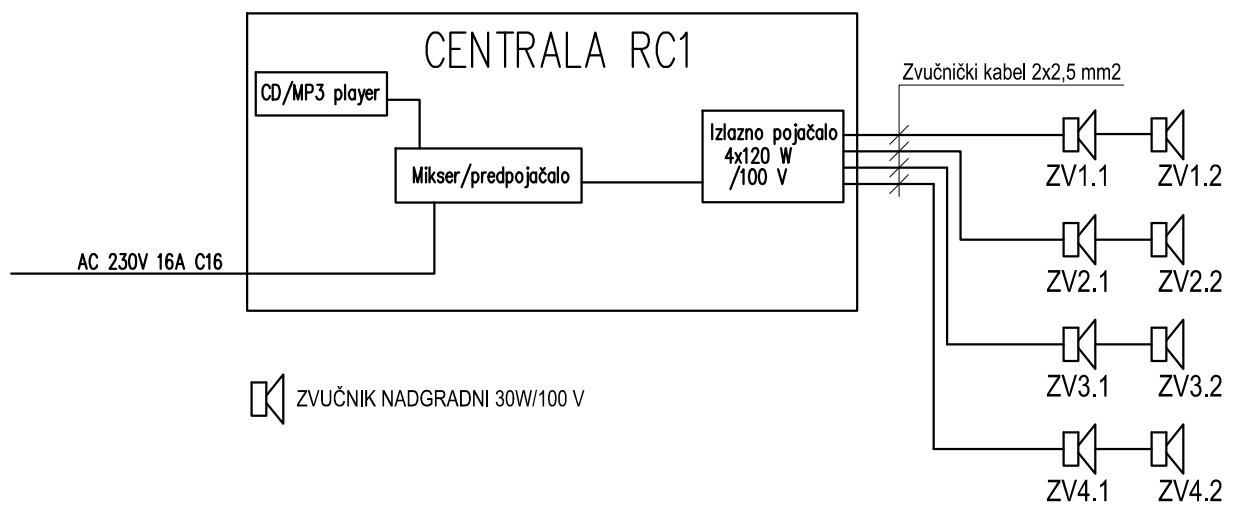 CENTRALA RC1
CD/MP3 player
Mikser/predpojačalo
Izlazno pojačalo
4x120 W
/100 V
Zvučnički kabel 2x2,5 mm2
AC 230V 16A C16
ZV1.1
ZV1.2
ZV2.1
ZV2.2
ZV3.1
ZV3.2
ZV4.1
ZV4.2
ZVUČNIK NADGRADNI 30W/100 V